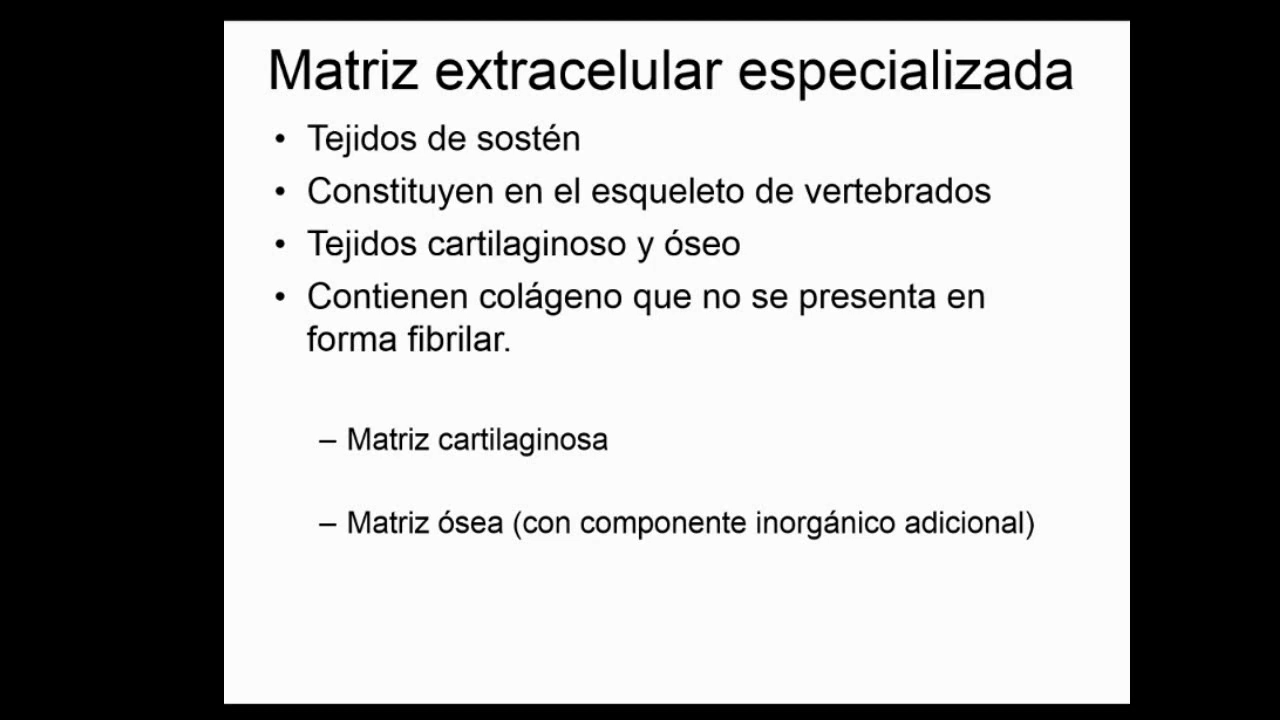 Matriz extracelular especializada
• Tejidos de sostén
• Constituyen en el esqueleto de vertebrados
• Tejidos cartilaginoso y óseo
• Contienen colágeno que no se presenta en
forma fibrilar.
– Matriz cartilaginosa
– Matriz ósea (con componente inorgánico adicional)